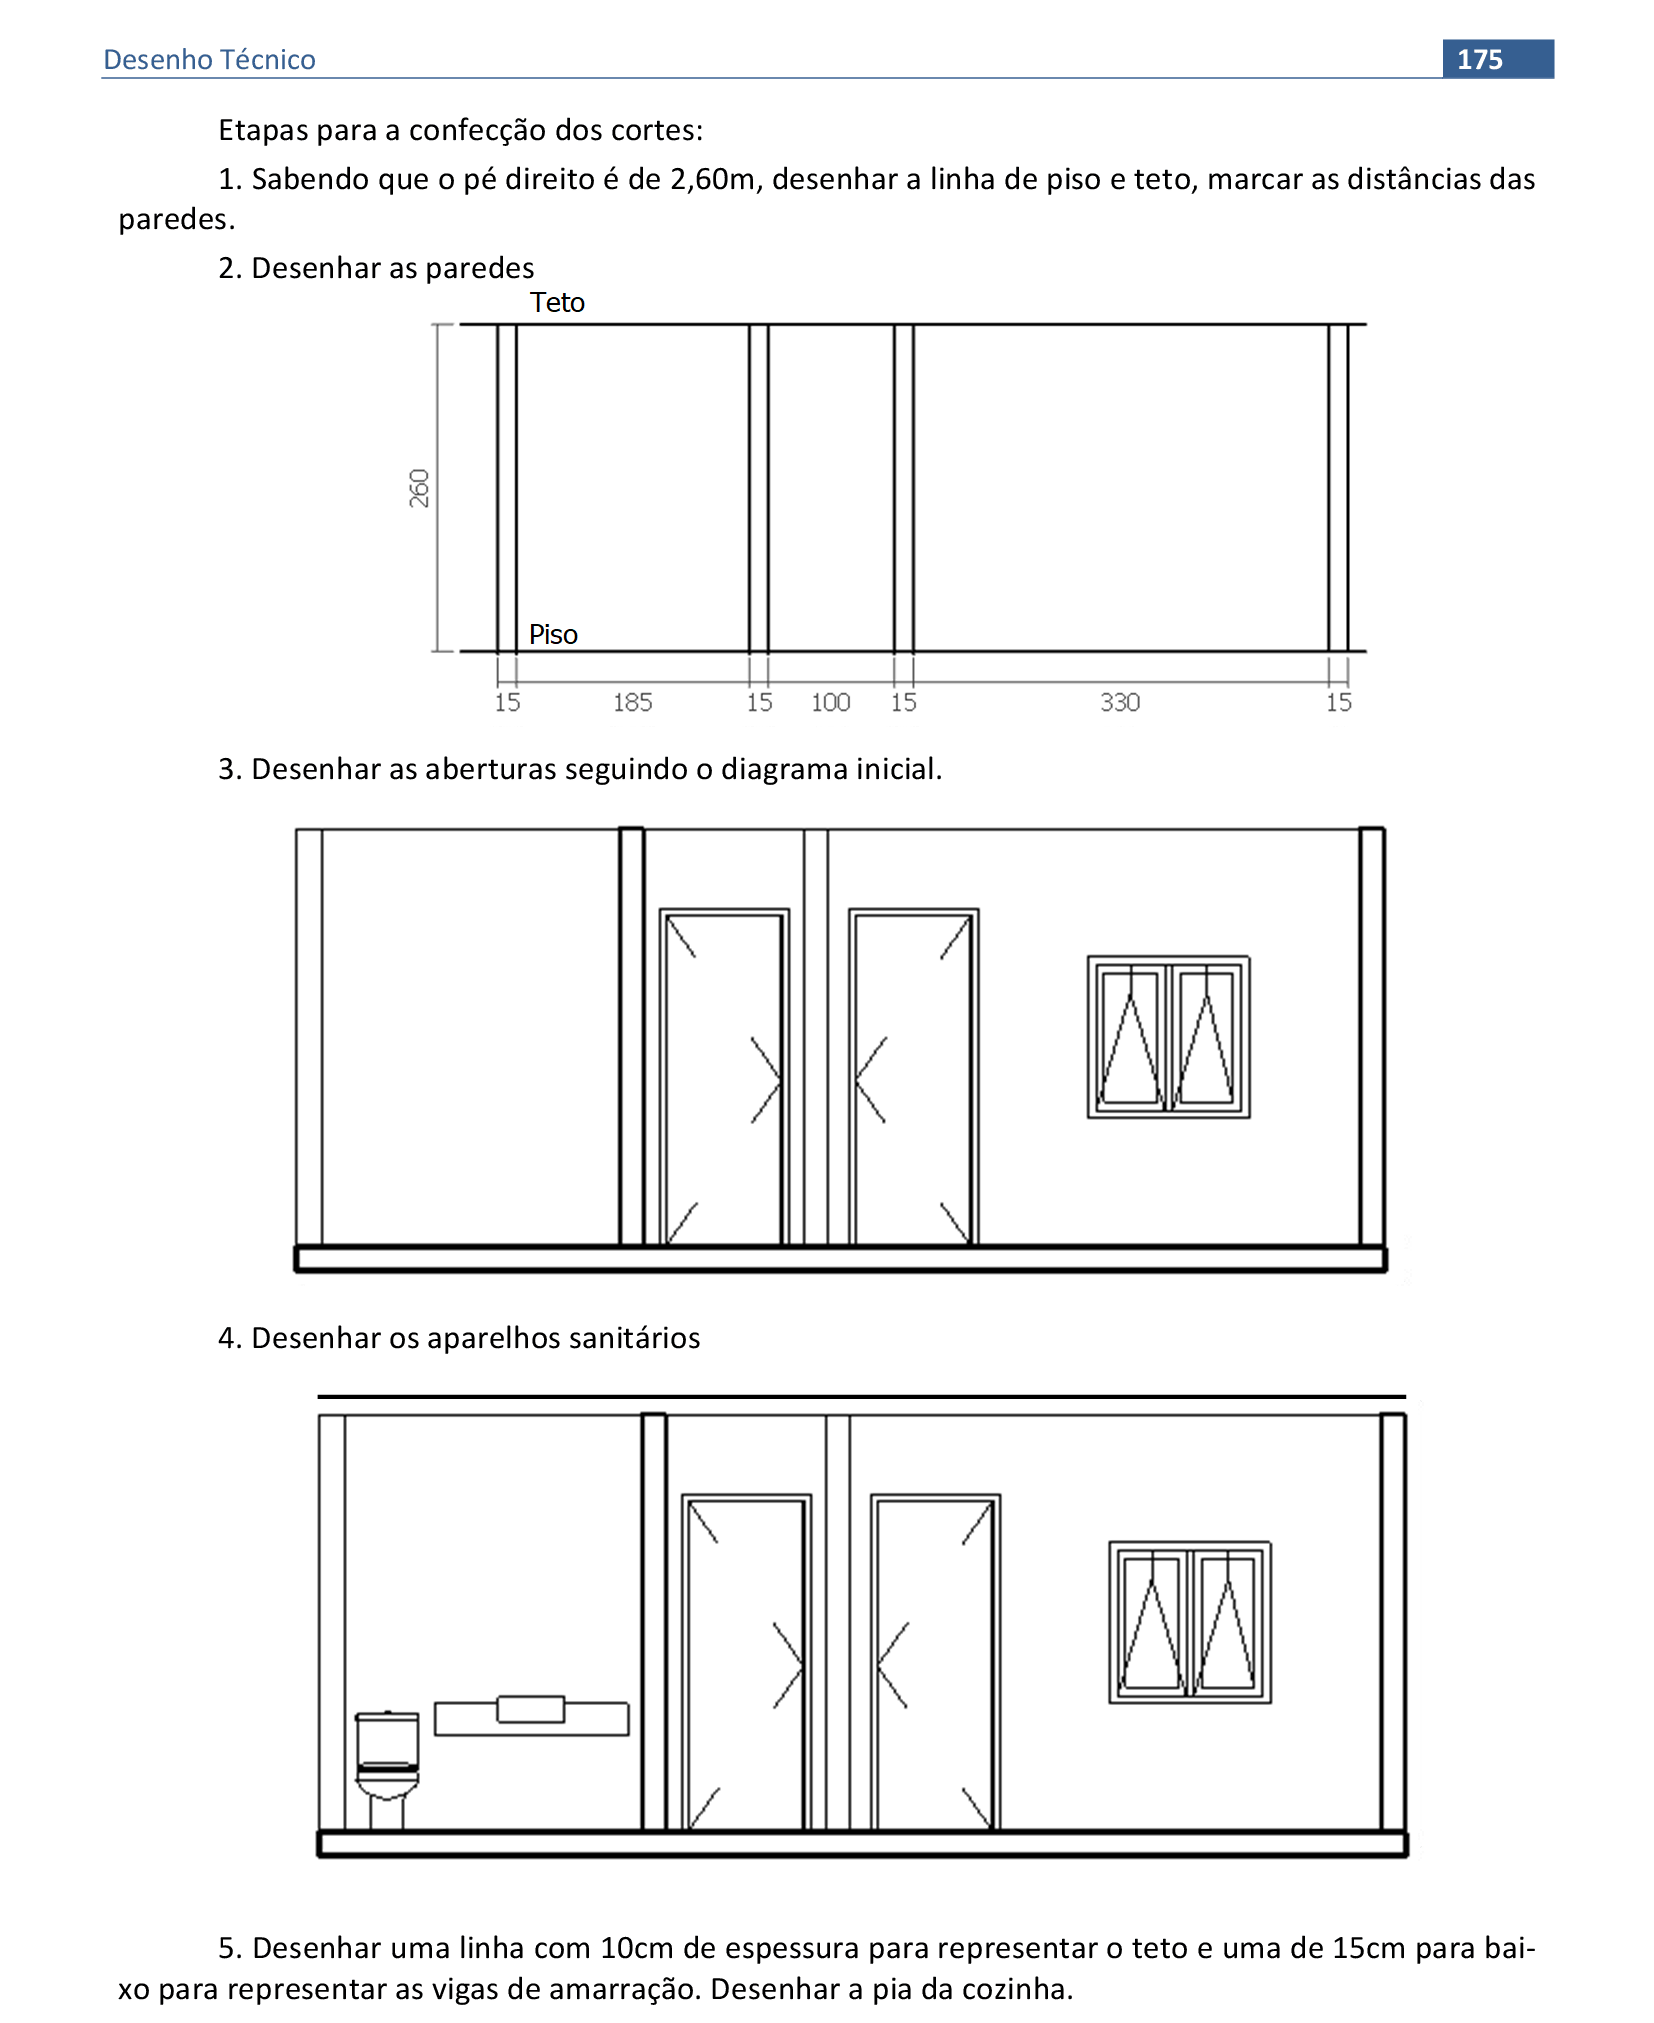 Desenho Técnico 175
Etapas para a confecção dos cortes:
1. Sabendo que o pé direito é de 2,60m, desenhar a linha de piso e teto, marcar as distâncias das
paredes.
2. Desenhar as paredes
Teto
260
Piso
15 185 15 100 15 330 15
3. Desenhar as aberturas seguindo o diagrama inicial.
4. Desenhar os aparelhos sanitários
5. Desenhar uma linha com 10cm de espessura para representar o teto e uma de 15cm para bai-
xo para representar as vigas de amarração. Desenhar a pia da cozinha.